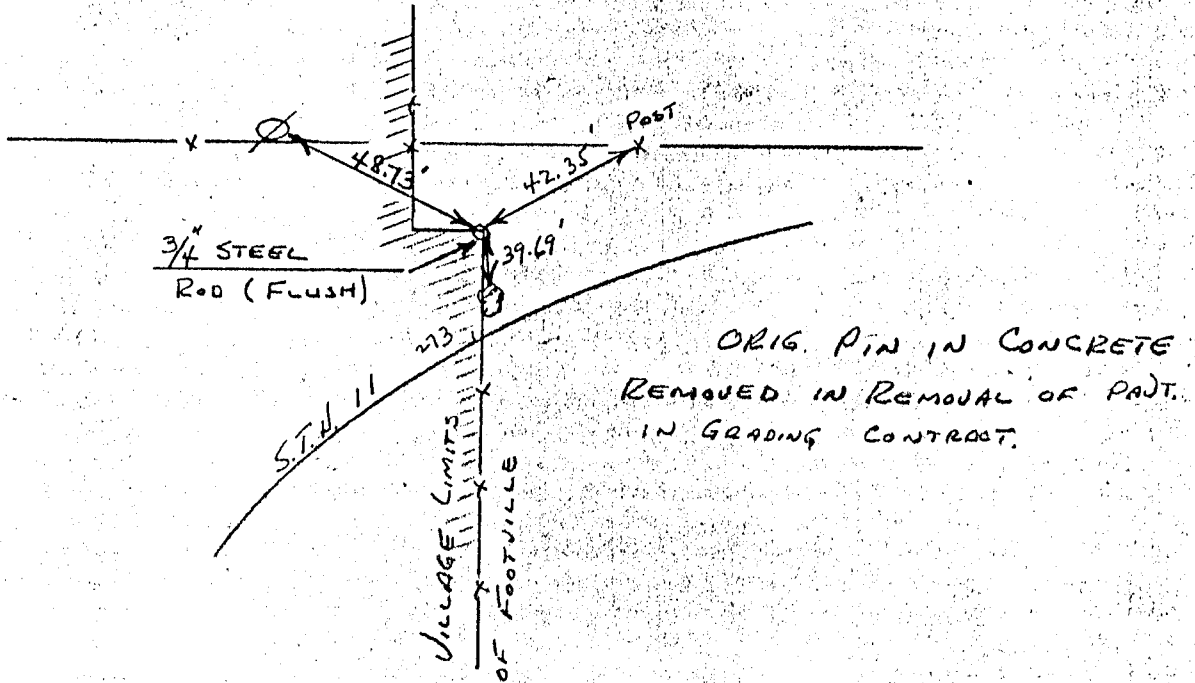 POST
48.73'
42.35'
3/4" STEEL
ROD (FLUSH)
39.69'
273
S.T.H. 11
VILLAGE LIMITS
OF FOOTVILLE
ORIG. PIN IN CONCRETE
REMOVED IN REMOVAL OF PAVT.
IN GRADING CONTRACT.